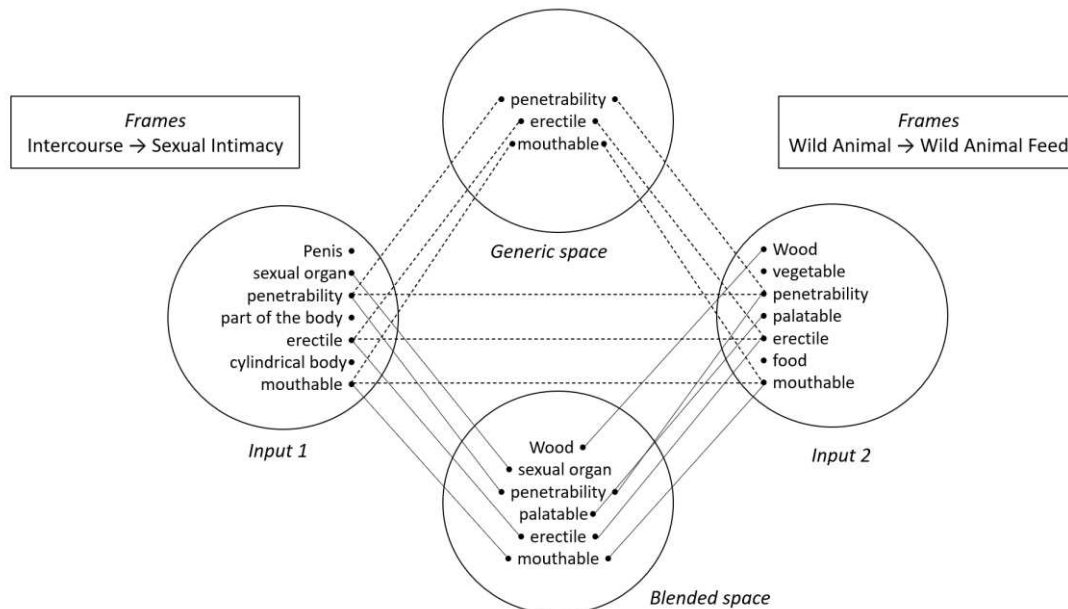 penetrability
erectile
mouthable
Generic space
Frames
Intercourse → Sexual Intimacy
Frames
Wild Animal → Wild Animal Feed
Penis
sexual organ
penetrability
part of the body
erectile
cylindrical body
mouthable
Input 1
Wood
vegetable
penetrability
palatable
erectile
food
mouthable
Input 2
Wood
sexual organ
penetrability
palatable
erectile
mouthable
Blended space